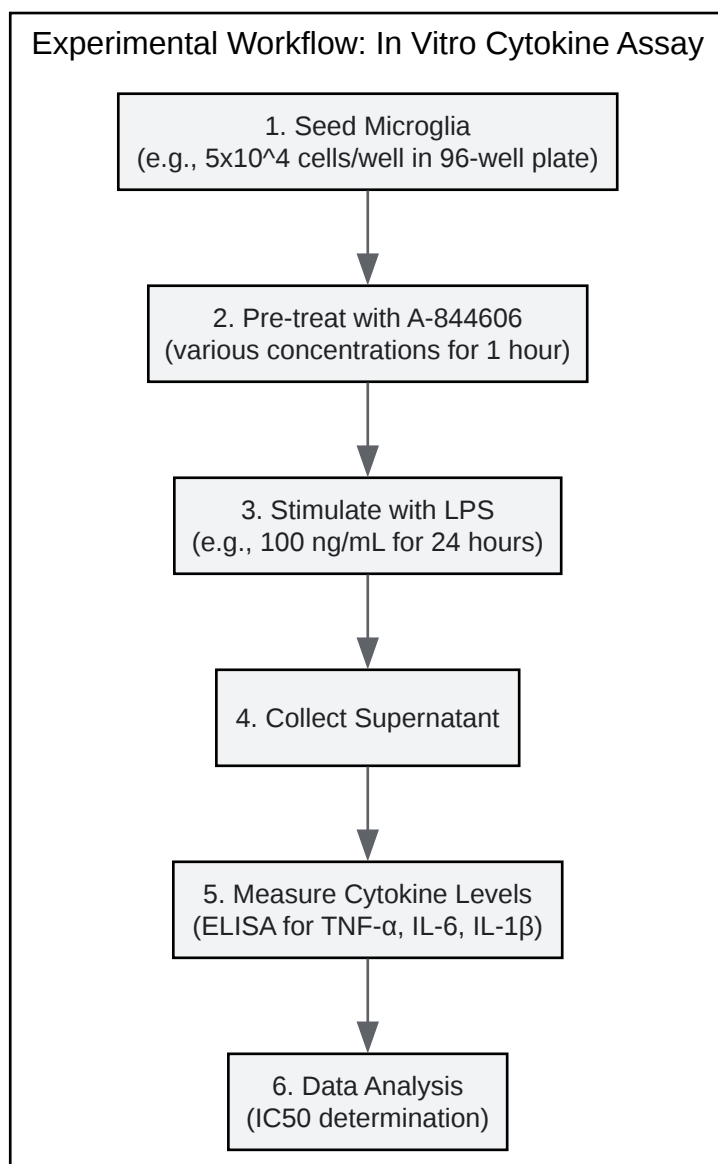 Experimental Workflow: In Vitro Cytokine Assay
1. Seed Microglia
(e.g., 5x10^4 cells/well in 96-well plate)
2. Pre-treat with A-844606
(various concentrations for 1 hour)
3. Stimulate with LPS
(e.g., 100 ng/mL for 24 hours)
4. Collect Supernatant
5. Measure Cytokine Levels
(ELISA for TNF-α, IL-6, IL-1β)
6. Data Analysis
(IC50 determination)